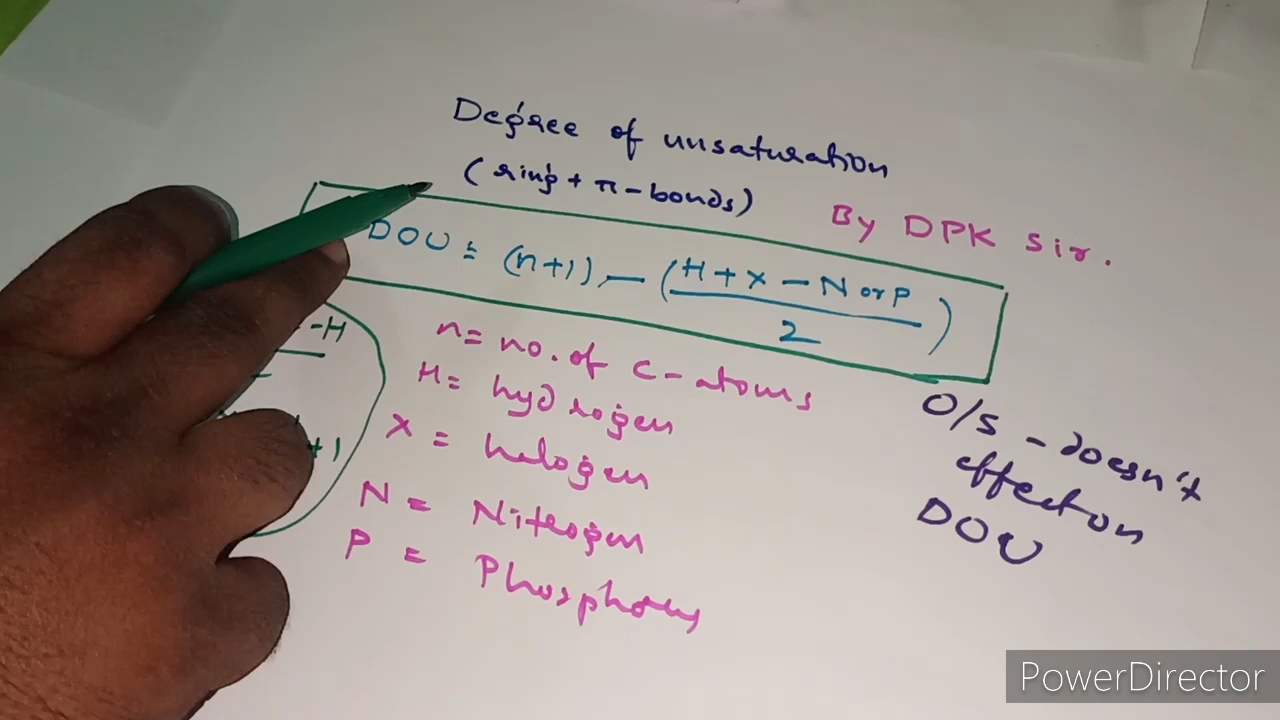 Degree of unsaturation
(ring + π-bonds)
By DPK Sir.
DOU = (n+1) - (H + X - N or P / 2)
-H
+1
n = no. of C-atoms
H = hydrogen
X = halogen
N = Nitrogen
P = Phosphorus
O/S - doesn't
effect on
DOU
PowerDirector